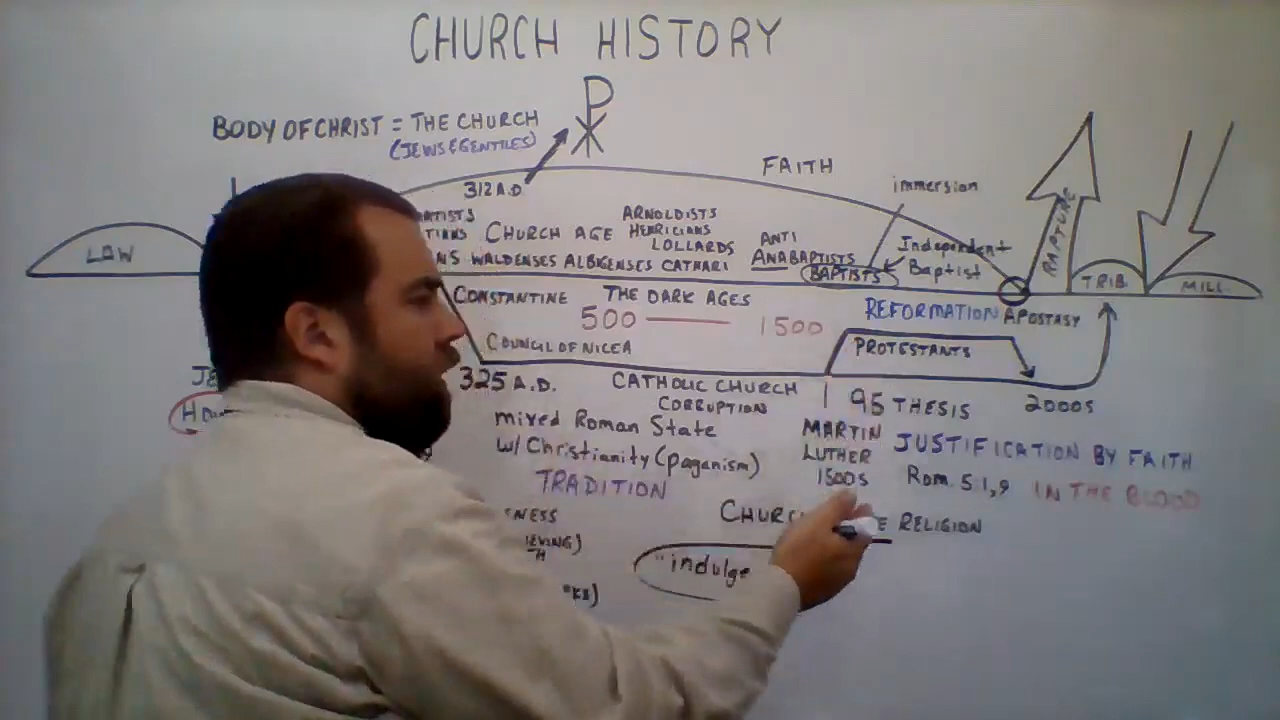 CHURCH HISTORY
BODY OF CHRIST = THE CHURCH
(JEWS & GENTILES)
FAITH
312 A.D.
immersion
LAW
CHURCH AGE
ARNOLDISTS
HENRICIANS
LOLLARDS
WALDENSES ALBIGENSES CATHARI
ANTI
ANABAPTISTS
BAPTISTS
Independent
Baptist
RAPTURE
TRIB.
MILL.
CONSTANTINE
THE DARK AGES
500 — 1500
REFORMATION
APOSTASY
COUNCIL OF NICEA
PROTESTANTS
325 A.D.
CATHOLIC CHURCH
CORRUPTION
95 THESIS
2000s
mixed Roman State
w/ Christianity (paganism)
TRADITION
MARTIN
LUTHER
1500s
JUSTIFICATION BY FAITH
Rom. 5:1,9 IN THE BLOOD
RELIGION
"indulge